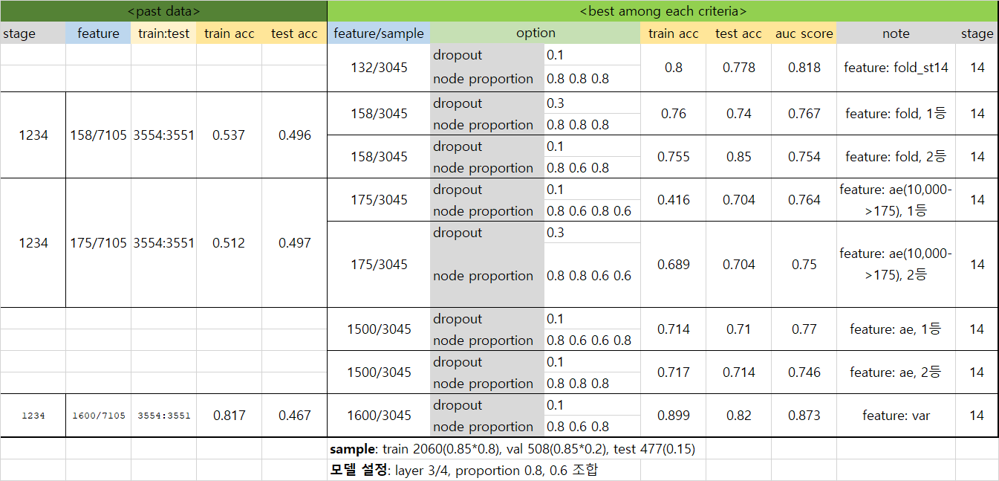 <past data> <best among each criteria>
stage feature train:test train acc test acc feature/sample option train acc test acc auc score note stage
132/3045 dropout 0.1 0.8 0.778 0.818 feature: fold_st14 14
node proportion 0.8 0.8 0.8
1234 158/7105 3554:3551 0.537 0.496 158/3045 dropout 0.3 0.76 0.74 0.767 feature: fold, 1등 14
node proportion 0.8 0.8 0.8
158/3045 dropout 0.1 0.755 0.85 0.754 feature: fold, 2등 14
node proportion 0.8 0.6 0.8
1234 175/7105 3554:3551 0.512 0.497 175/3045 dropout 0.1 0.416 0.704 0.764 feature: ae(10,000-
>175), 1등 14
node proportion 0.8 0.6 0.8 0.6
175/3045 dropout 0.3 0.689 0.704 0.75 feature: ae(10,000-
>175), 2등 14
node proportion 0.8 0.8 0.6 0.6
1500/3045 dropout 0.1 0.714 0.71 0.77 feature: ae, 1등 14
node proportion 0.8 0.6 0.6 0.8
1500/3045 dropout 0.1 0.717 0.714 0.746 feature: ae, 2등 14
node proportion 0.8 0.8 0.8
1234 1600/7105 3554:3551 0.817 0.467 1600/3045 dropout 0.1 0.899 0.82 0.873 feature: var 14
node proportion 0.8 0.6 0.8
sample: train 2060(0.85*0.8), val 508(0.85*0.2), test 477(0.15)
모델 설정: layer 3/4, proportion 0.8, 0.6 조합